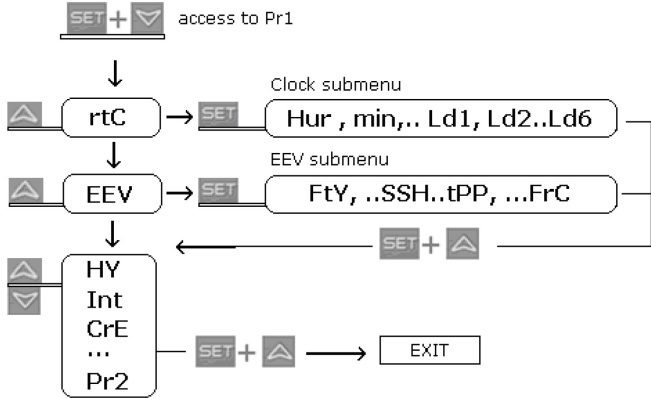 SET + access to Pr1
Clock submenu
rtC SET Hur , min,.. Ld1, Ld2..Ld6
EEV submenu
EEV SET FtY, ..SSH..tPP, ...FrC
SET +
HY
Int
CrE
...
Pr2
SET + EXIT